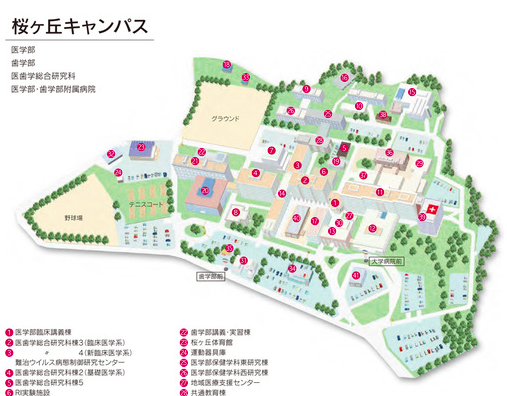 桜ヶ丘キャンパス
医学部
歯学部
医歯学総合研究科
医学部・歯学部附属病院
グラウンド
テニスコート
野球場
歯学部前
大学病院前
1 医歯学部臨床講義棟
2 医歯学総合研究科棟3(臨床医学系)
3 〃 4(新臨床医学系)
難治ウイルス病態制御研究センター
4 医歯学総合研究科棟2(基礎医学系)
5 医歯学総合研究科棟5
6 RI実験施設
22 歯学部講義・実習棟
23 桜ヶ丘体育館
24 運動器具庫
25 医学部保健学科東研究棟
26 医学部保健学科西研究棟
27 地域医療支援センター
28 共通教育棟